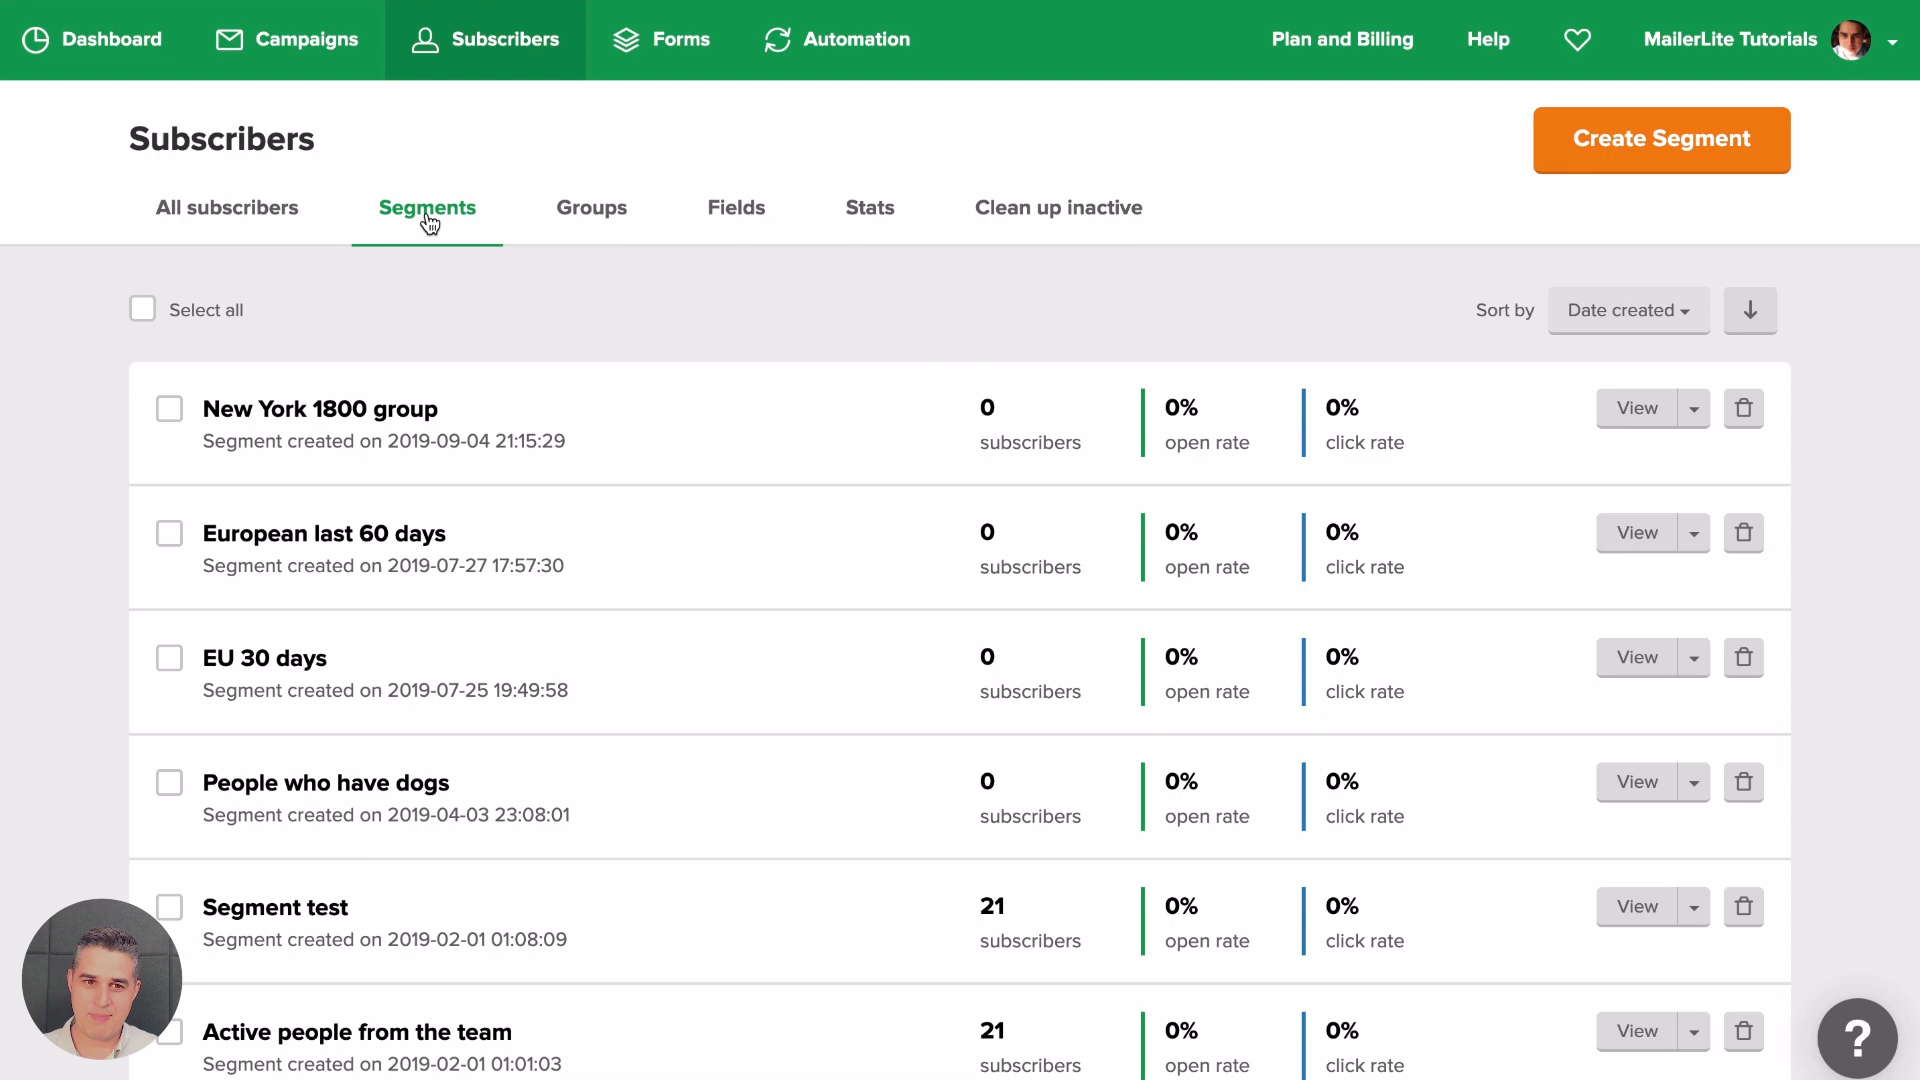 Dashboard Campaigns Subscribers Forms Automation Plan and Billing Help MailerLite Tutorials
Subscribers
Create Segment
All subscribers Segments Groups Fields Stats Clean up inactive
Select all Sort by Date created
New York 1800 group 0 0% 0% View
Segment created on 2019-09-04 21:15:29 subscribers open rate click rate
European last 60 days 0 0% 0% View
Segment created on 2019-07-27 17:57:30 subscribers open rate click rate
EU 30 days 0 0% 0% View
Segment created on 2019-07-25 19:49:58 subscribers open rate click rate
People who have dogs 0 0% 0% View
Segment created on 2019-04-03 23:08:01 subscribers open rate click rate
Segment test 21 0% 0% View
Segment created on 2019-02-01 01:08:09 subscribers open rate click rate
Active people from the team 21 0% 0% View
Segment created on 2019-02-01 01:01:03 subscribers open rate click rate
?